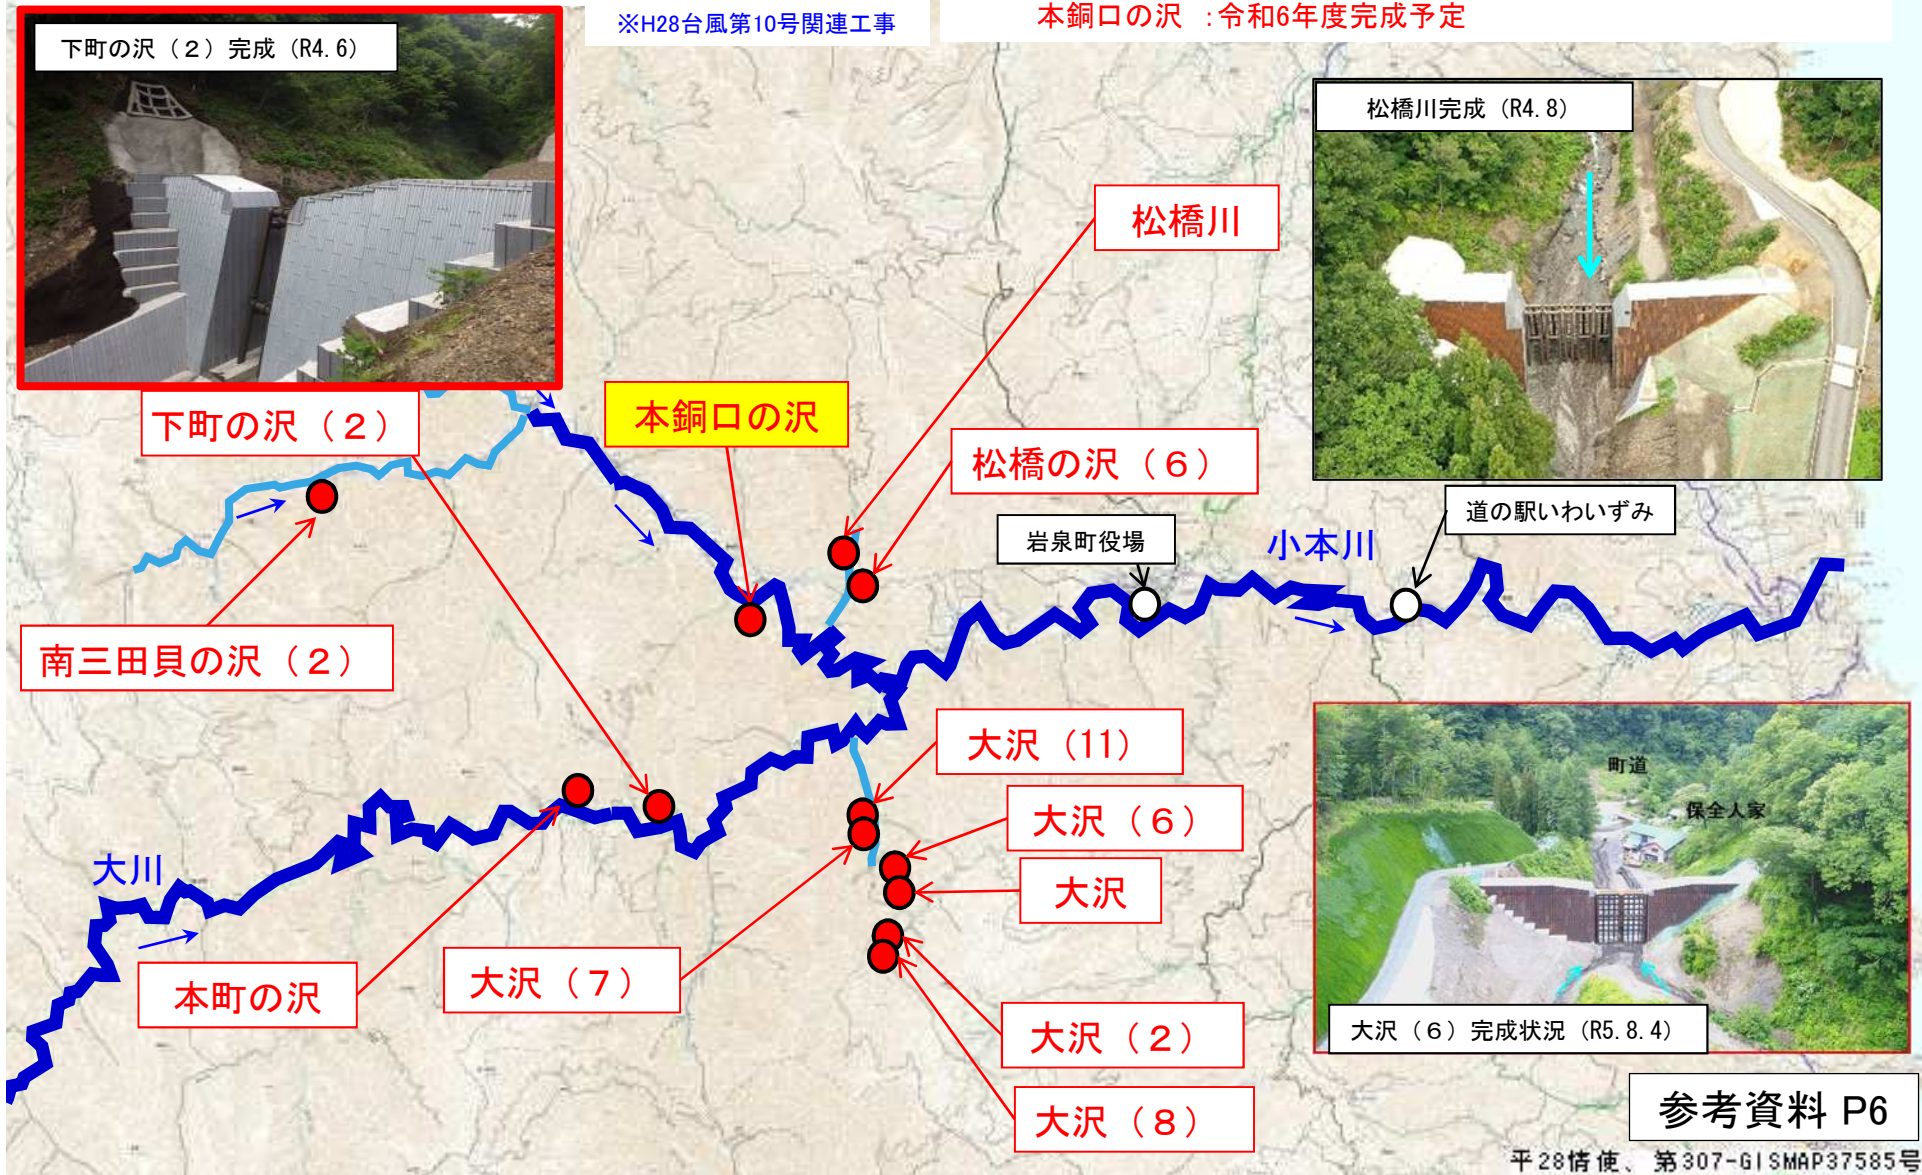 ※H28台風第10号関連工事
本銅口の沢 :令和6年度完成予定
下町の沢（２）完成（R4.6）
松橋川完成（R4.8）
松橋川
下町の沢（２）
本銅口の沢
松橋の沢（６）
道の駅いわいずみ
岩泉町役場
小本川
南三田貝の沢（２）
大沢（11）
町道
保全人家
大沢（６）
大川
大沢
本町の沢
大沢（７）
大沢（２）
大沢（６）完成状況（R5.8.4）
大沢（８）
参考資料 P6
平28情使、 第307-GISMAP37585号